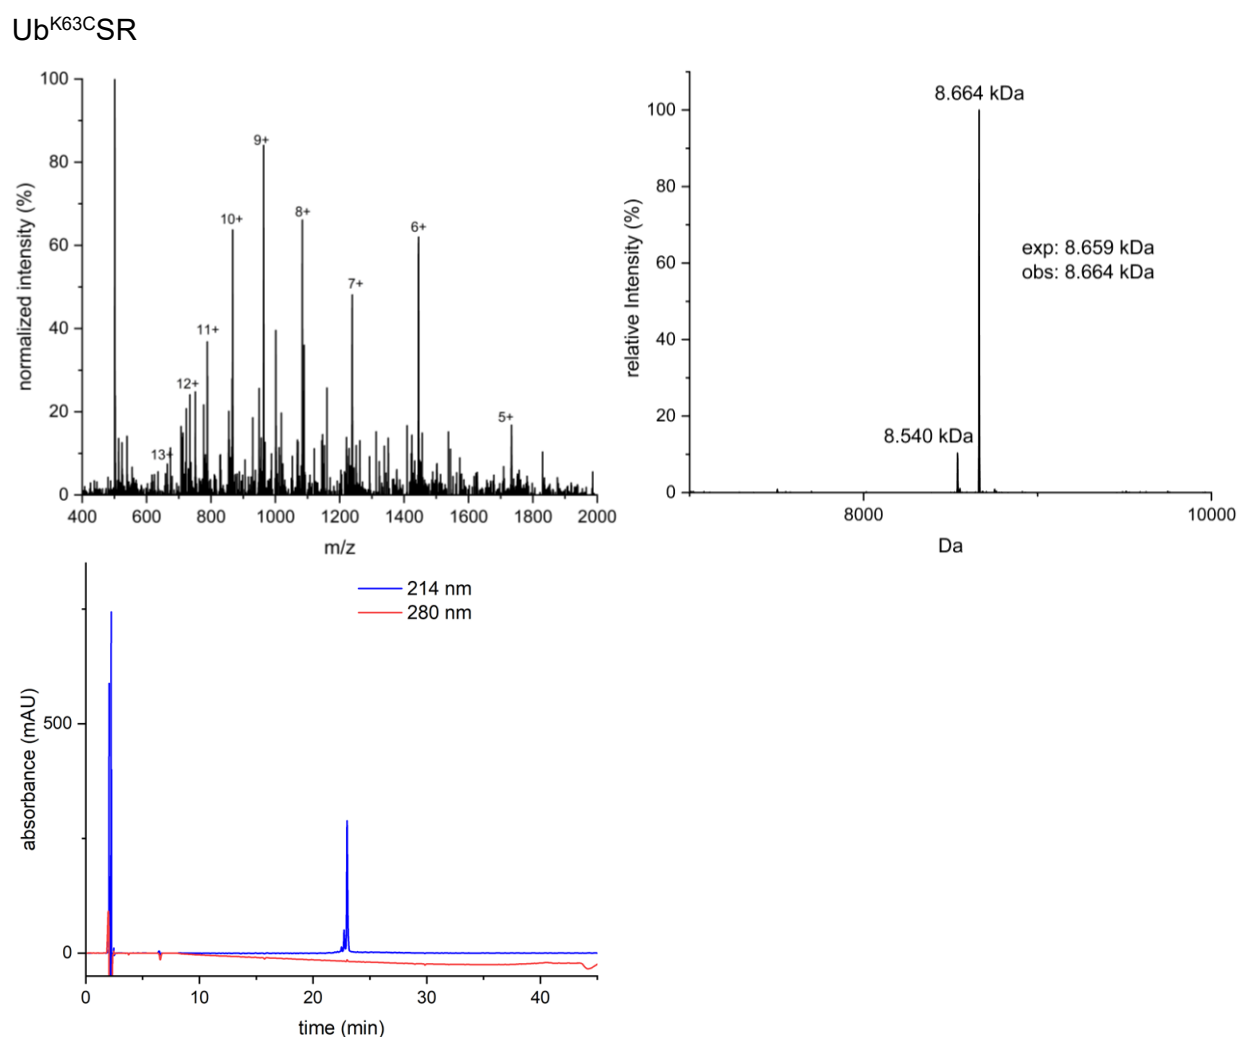 Ub^K63C SR
100
80
60
40
20
0
normalized intensity (%)
9+
10+
8+
6+
7+
11+
12+
13+
5+
400 600 800 1000 1200 1400 1600 1800 2000
m/z
100
80
60
40
20
0
relative Intensity (%)
8.664 kDa
exp: 8.659 kDa
obs: 8.664 kDa
8.540 kDa
8000 10000
Da
214 nm
280 nm
500
0
absorbance (mAU)
0 10 20 30 40
time (min)